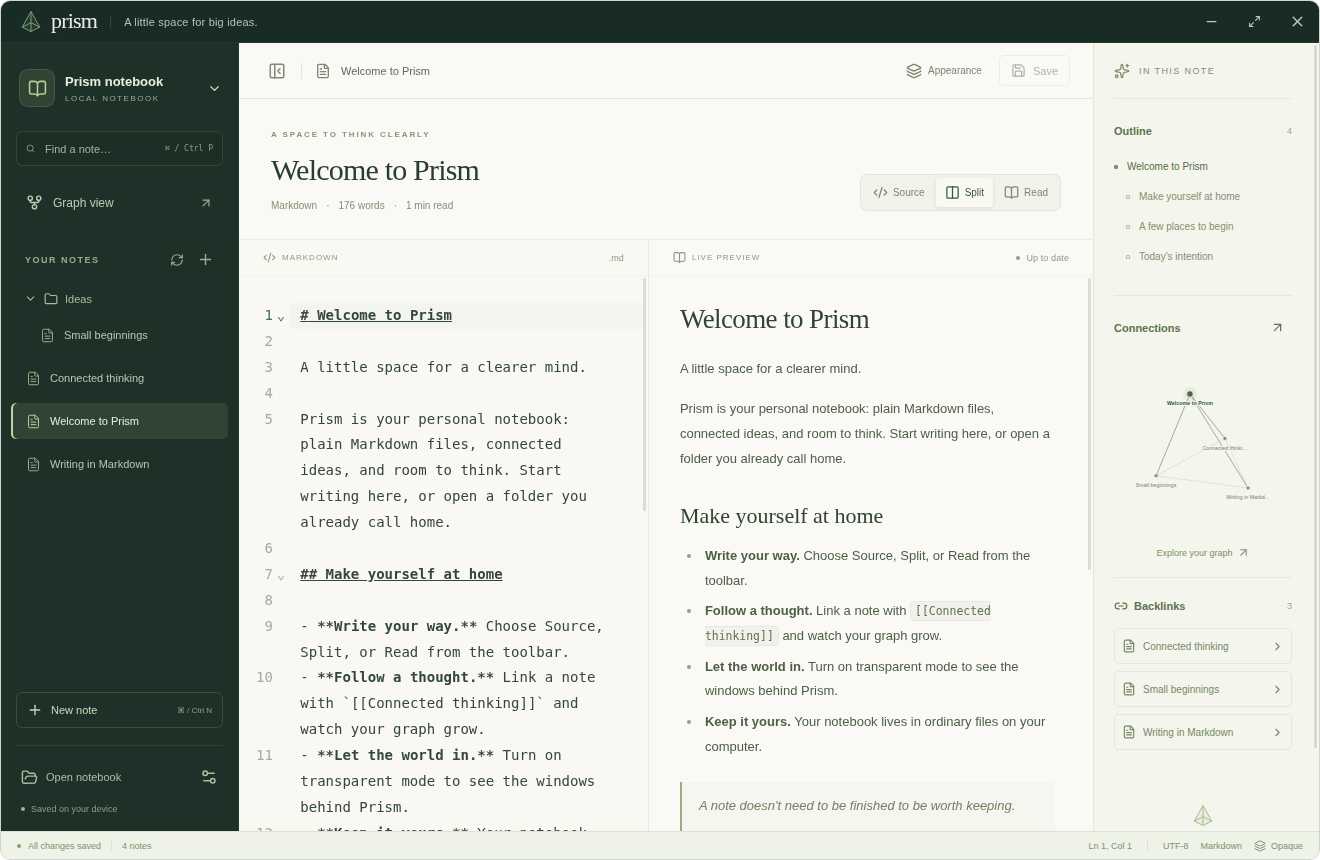 prism
A little space for big ideas.
Prism notebook
LOCAL NOTEBOOK
Find a note…
⌘ / Ctrl P
Graph view
YOUR NOTES
Ideas
Small beginnings
Connected thinking
Welcome to Prism
Writing in Markdown
New note
⌘ / Ctrl N
Open notebook
Saved on your device
Welcome to Prism
Appearance
Save
A SPACE TO THINK CLEARLY
Welcome to Prism
Markdown · 176 words · 1 min read
Source
Split
Read
MARKDOWN
.md
1 # Welcome to Prism
2
3 A little space for a clearer mind.
4
5 Prism is your personal notebook:
plain Markdown files, connected
ideas, and room to think. Start
writing here, or open a folder you
already call home.
6
7 ## Make yourself at home
8
9 - **Write your way.** Choose Source,
Split, or Read from the toolbar.
10 - **Follow a thought.** Link a note
with `[[Connected thinking]]` and
watch your graph grow.
11 - **Let the world in.** Turn on
transparent mode to see the windows
behind Prism.
12 - **Keep it yours.** Your notebook
LIVE PREVIEW
Up to date
Welcome to Prism
A little space for a clearer mind.
Prism is your personal notebook: plain Markdown files,
connected ideas, and room to think. Start writing here, or open a
folder you already call home.
Make yourself at home
Write your way. Choose Source, Split, or Read from the
toolbar.
Follow a thought. Link a note with [[Connected
thinking]] and watch your graph grow.
Let the world in. Turn on transparent mode to see the
windows behind Prism.
Keep it yours. Your notebook lives in ordinary files on your
computer.
A note doesn't need to be finished to be worth keeping.
IN THIS NOTE
Outline 4
Welcome to Prism
Make yourself at home
A few places to begin
Today's intention
Connections
Welcome to Prism
Connected thinki…
Small beginnings
Writing in Markd…
Explore your graph
Backlinks 3
Connected thinking
Small beginnings
Writing in Markdown
All changes saved
4 notes
Ln 1, Col 1
UTF-8
Markdown
Opaque